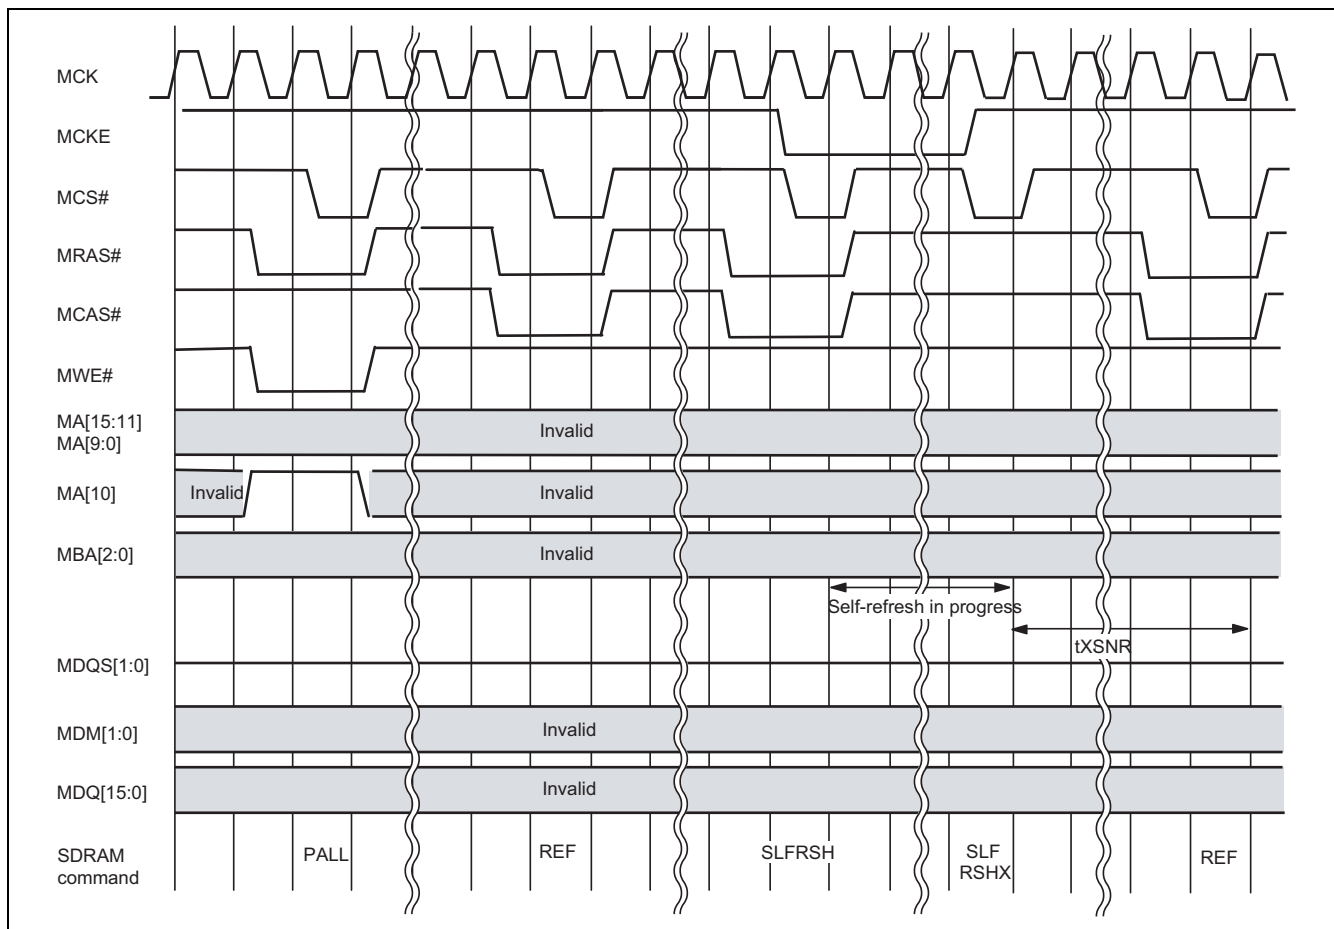 MCK
MCKE
MCS#
MRAS#
MCAS#
MWE#
MA[15:11]
MA[9:0]
Invalid
MA[10]
Invalid
Invalid
MBA[2:0]
Invalid
Self-refresh in progress
tXSNR
MDQS[1:0]
MDM[1:0]
Invalid
MDQ[15:0]
Invalid
SDRAM
command
PALL
REF
SLFRSH
SLF
RSHX
REF